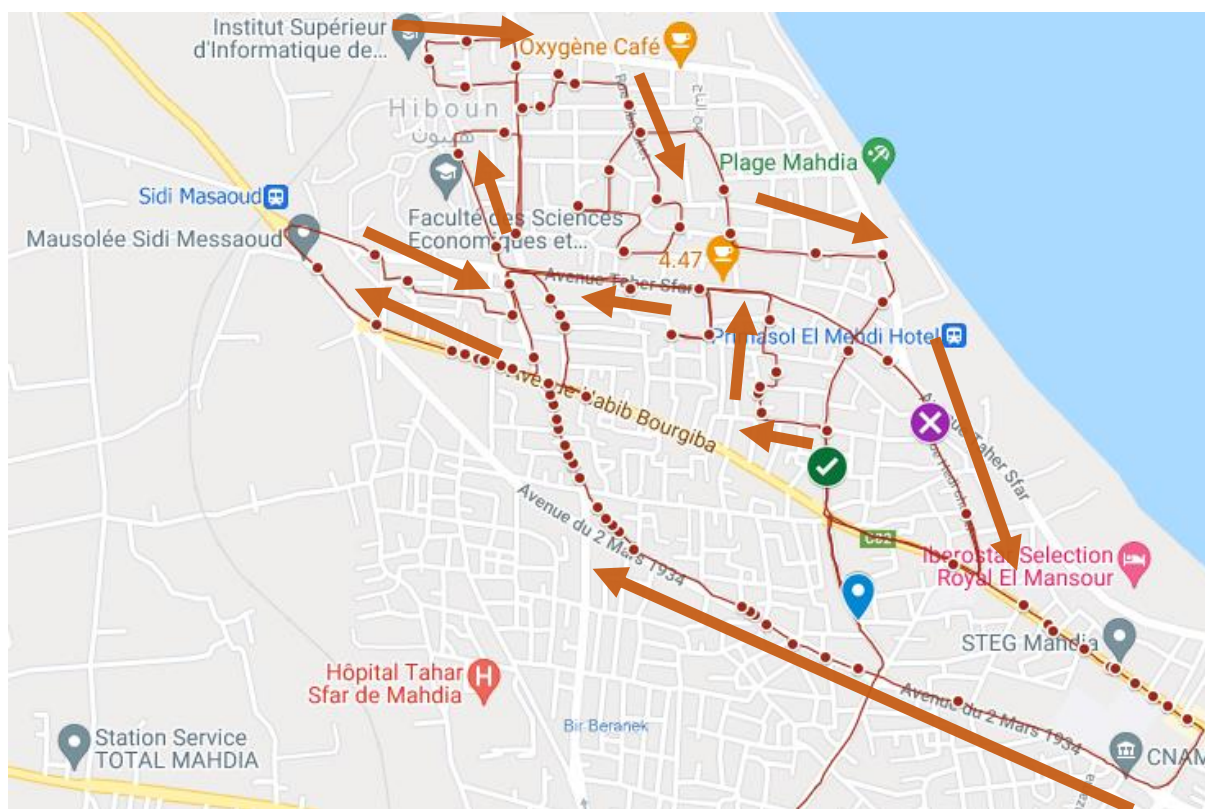 Institut Supérieur
d'Informatique de...
Oxygène Café
Hiboun
هيبون
Plage Mahdia
Sidi Masaoud
Faculté des Sciences
Economiques et...
Mausolée Sidi Messaoud
4.47
Avenue Taher Sfar
Primasol El Mehdi Hotel
Avenue Habib Bourgiba
Avenue Taher Sfar
Avenue du 2 Mars 1934
C82
Iberostar Selection
Royal El Mansour
STEG Mahdia
Hôpital Tahar
Sfar de Mahdia
Avenue du 2 Mars 1934
Bir Beranek
Station Service
TOTAL MAHDIA
CNAM